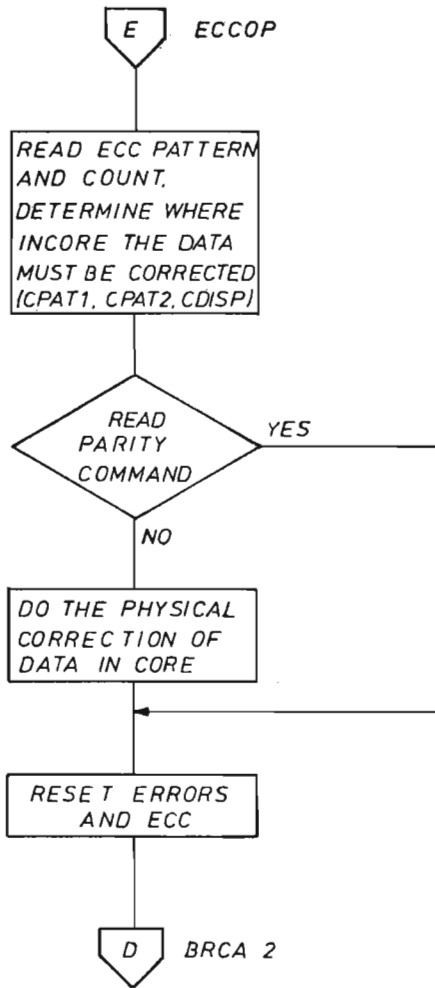 E ECCOP
READ ECC PATTERN
AND COUNT,
DETERMINE WHERE
INCORE THE DATA
MUST BE CORRECTED
(CPAT1, CPAT2, CDISP)
READ
PARITY
COMMAND
YES
NO
DO THE PHYSICAL
CORRECTION OF
DATA IN CORE
RESET ERRORS
AND ECC
D BRCA 2